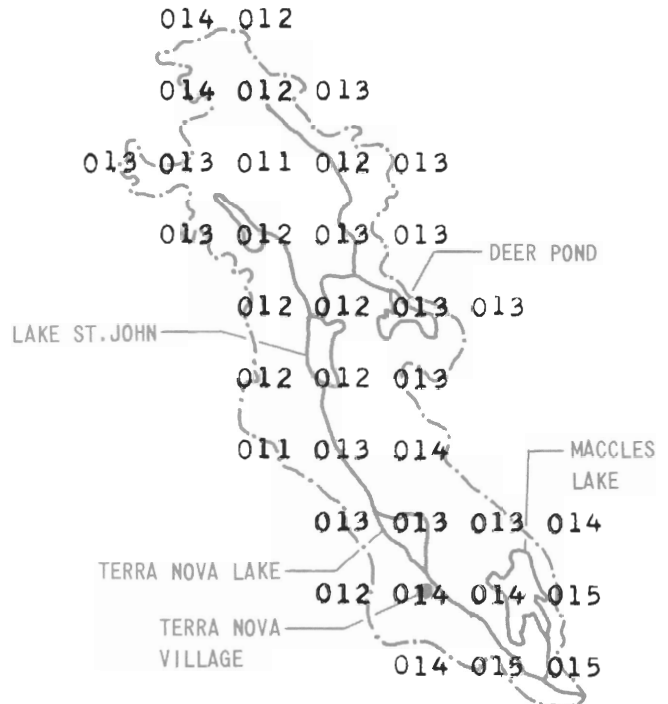 014 012
014 012 013
013 013 011 012 013
013 012 013 013
DEER POND
012 012 013 013
LAKE ST. JOHN
012 012 013
011 013 014
MACCLES
LAKE
013 013 013 014
TERRA NOVA LAKE
012 014 014 015
TERRA NOVA
VILLAGE
014 015 015